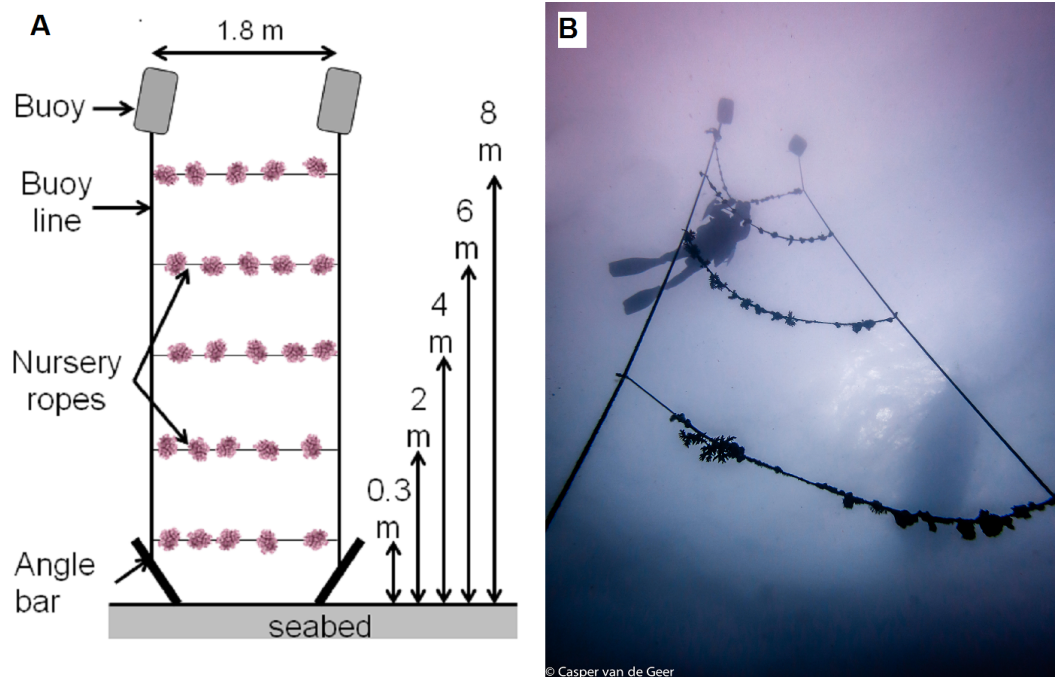 A
1.8 m
Buoy
Buoy
line
Nursery
ropes
Angle
bar
0.3
m
2
m
4
m
6
m
8
m
seabed
B
© Casper van de Geer